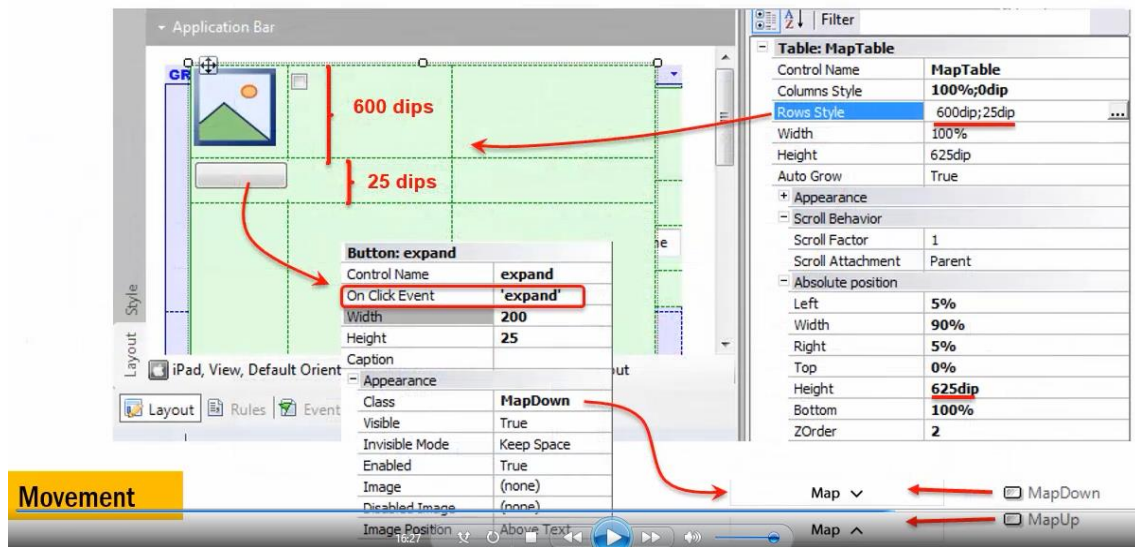 Application Bar
GR
600 dips
25 dips
Filter
Table: MapTable
Control Name MapTable
Columns Style 100%;0dip
Rows Style 600dip;25dip ...
Width 100%
Height 625dip
Auto Grow True
Appearance
Scroll Behavior
Scroll Factor 1
Scroll Attachment Parent
Absolute position
Left 5%
Width 90%
Right 5%
Top 0%
Height 625dip
Bottom 100%
ZOrder 2
Style
Layout
iPad, View, Default Orient
ut
Layout Rules Event
Button: expand
Control Name expand
On Click Event 'expand'
Width 200
Height 25
Caption
Appearance
Class MapDown
Visible True
Invisible Mode Keep Space
Enabled True
Image (none)
Disabled Image (none)
Image Position Above Text
Movement
Map
MapDown
Map
MapUp
16:27